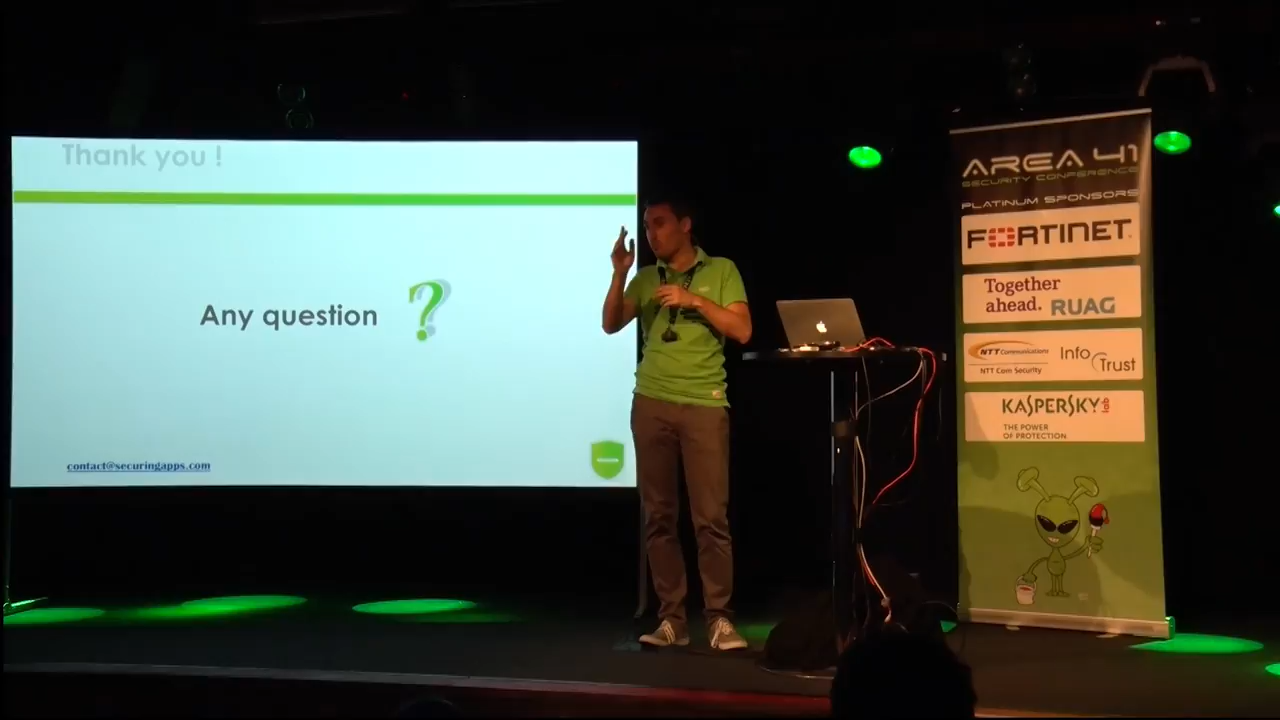 Thank you !
Any question ?
contact@securingapps.com
AREA 41
SECURITY CONFERENCE
PLATINUM SPONSORS
FORTINET
Together
ahead. RUAG
NTT Communications
NTT Com Security
Info
Trust
KASPERSKY lab
THE POWER
OF PROTECTION